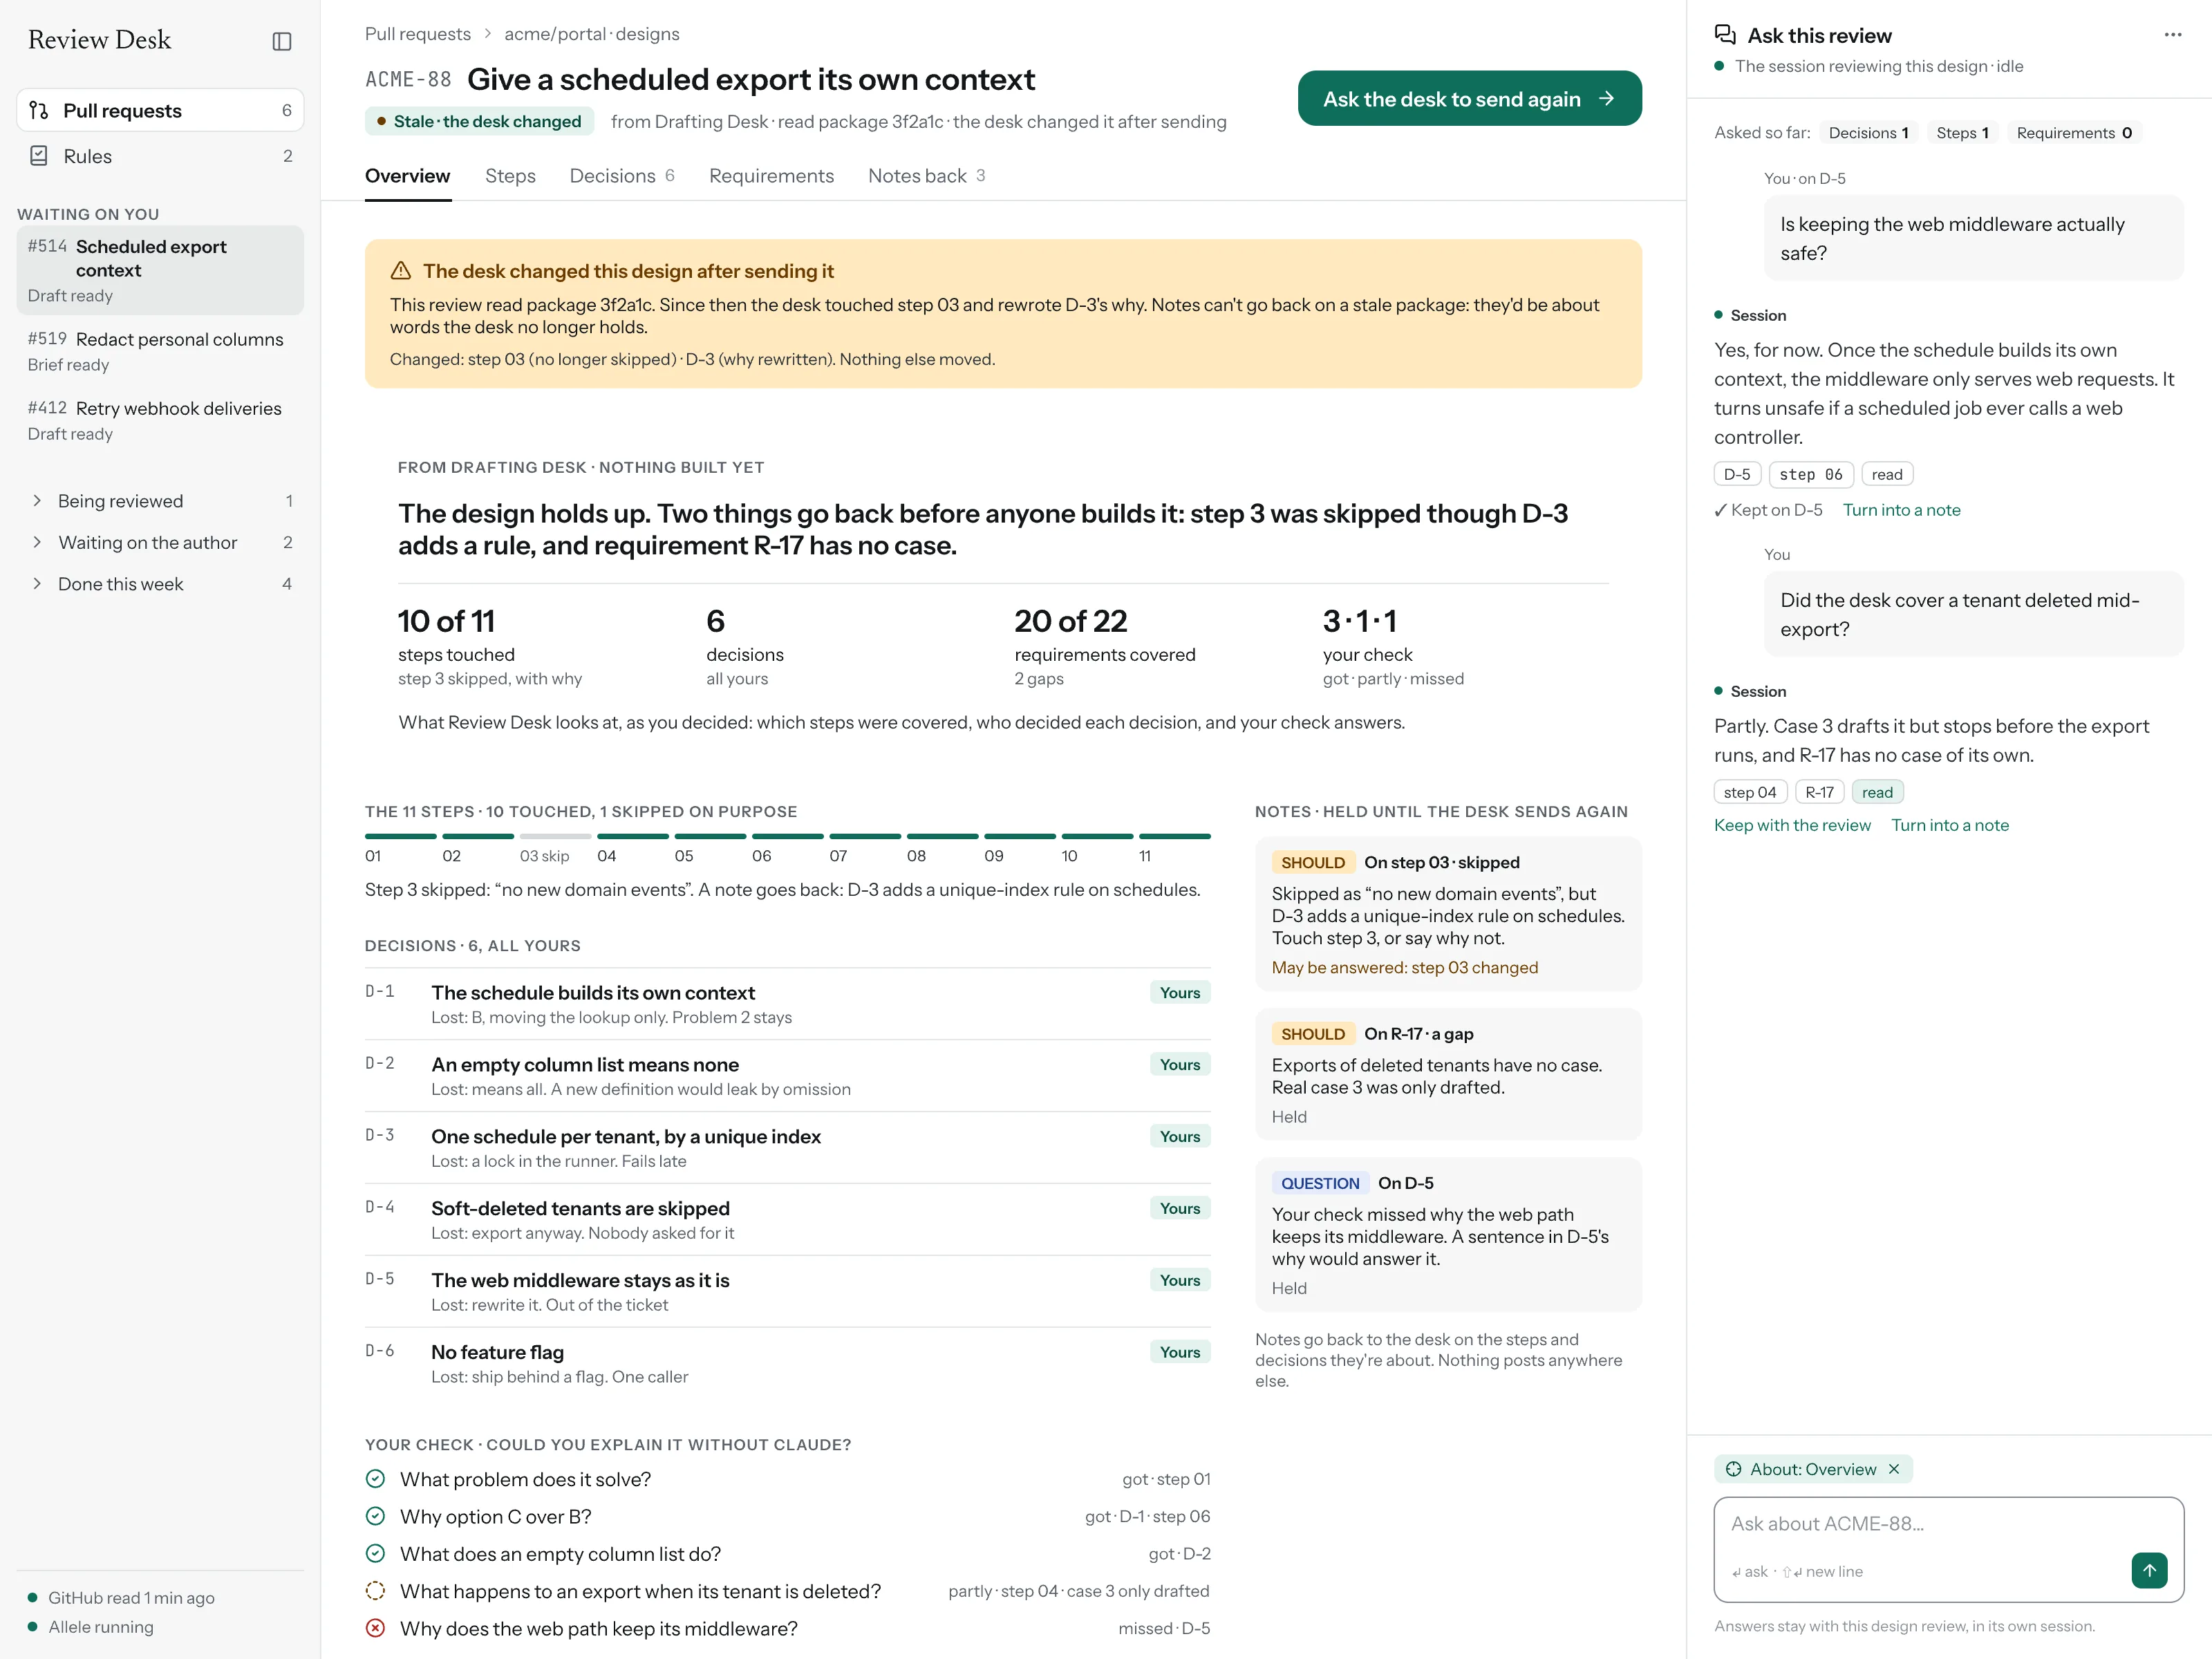 Review Desk
Pull requests 6
Rules 2
WAITING ON YOU
#514 Scheduled export
context
Draft ready
#519 Redact personal columns
Brief ready
#412 Retry webhook deliveries
Draft ready
Being reviewed 1
Waiting on the author 2
Done this week 4
GitHub read 1 min ago
Allele running
Pull requests > acme/portal · designs
ACME-88 Give a scheduled export its own context
Stale · the desk changed from Drafting Desk · read package 3f2a1c · the desk changed it after sending
Ask the desk to send again →
Overview Steps Decisions 6 Requirements Notes back 3
The desk changed this design after sending it
This review read package 3f2a1c. Since then the desk touched step 03 and rewrote D-3's why. Notes can't go back on a stale package: they'd be about
words the desk no longer holds.
Changed: step 03 (no longer skipped) · D-3 (why rewritten). Nothing else moved.
FROM DRAFTING DESK · NOTHING BUILT YET
The design holds up. Two things go back before anyone builds it: step 3 was skipped though D-3
adds a rule, and requirement R-17 has no case.
10 of 11
steps touched
step 3 skipped, with why
6
decisions
all yours
20 of 22
requirements covered
2 gaps
3 · 1 · 1
your check
got · partly · missed
What Review Desk looks at, as you decided: which steps were covered, who decided each decision, and your check answers.
THE 11 STEPS · 10 TOUCHED, 1 SKIPPED ON PURPOSE
01 02 03 skip 04 05 06 07 08 09 10 11
Step 3 skipped: “no new domain events”. A note goes back: D-3 adds a unique-index rule on schedules.
DECISIONS · 6, ALL YOURS
D-1 The schedule builds its own context Yours
Lost: B, moving the lookup only. Problem 2 stays
D-2 An empty column list means none Yours
Lost: means all. A new definition would leak by omission
D-3 One schedule per tenant, by a unique index Yours
Lost: a lock in the runner. Fails late
D-4 Soft-deleted tenants are skipped Yours
Lost: export anyway. Nobody asked for it
D-5 The web middleware stays as it is Yours
Lost: rewrite it. Out of the ticket
D-6 No feature flag Yours
Lost: ship behind a flag. One caller
YOUR CHECK · COULD YOU EXPLAIN IT WITHOUT CLAUDE?
What problem does it solve? got · step 01
Why option C over B? got · D-1 · step 06
What does an empty column list do? got · D-2
What happens to an export when its tenant is deleted? partly · step 04 · case 3 only drafted
Why does the web path keep its middleware? missed · D-5
NOTES · HELD UNTIL THE DESK SENDS AGAIN
SHOULD On step 03 · skipped
Skipped as “no new domain events”, but
D-3 adds a unique-index rule on schedules.
Touch step 3, or say why not.
May be answered: step 03 changed
SHOULD On R-17 · a gap
Exports of deleted tenants have no case.
Real case 3 was only drafted.
Held
QUESTION On D-5
Your check missed why the web path
keeps its middleware. A sentence in D-5's
why would answer it.
Held
Notes go back to the desk on the steps and
decisions they're about. Nothing posts anywhere
else.
Ask this review
The session reviewing this design · idle
Asked so far: Decisions 1 Steps 1 Requirements 0
You · on D-5
Is keeping the web middleware actually
safe?
Session
Yes, for now. Once the schedule builds its own
context, the middleware only serves web requests. It
turns unsafe if a scheduled job ever calls a web
controller.
D-5 step 06 read
✓ Kept on D-5 Turn into a note
You
Did the desk cover a tenant deleted mid-
export?
Session
Partly. Case 3 drafts it but stops before the export
runs, and R-17 has no case of its own.
step 04 R-17 read
Keep with the review Turn into a note
About: Overview ×
Ask about ACME-88…
↲ ask · ⇧↲ new line
Answers stay with this design review, in its own session.